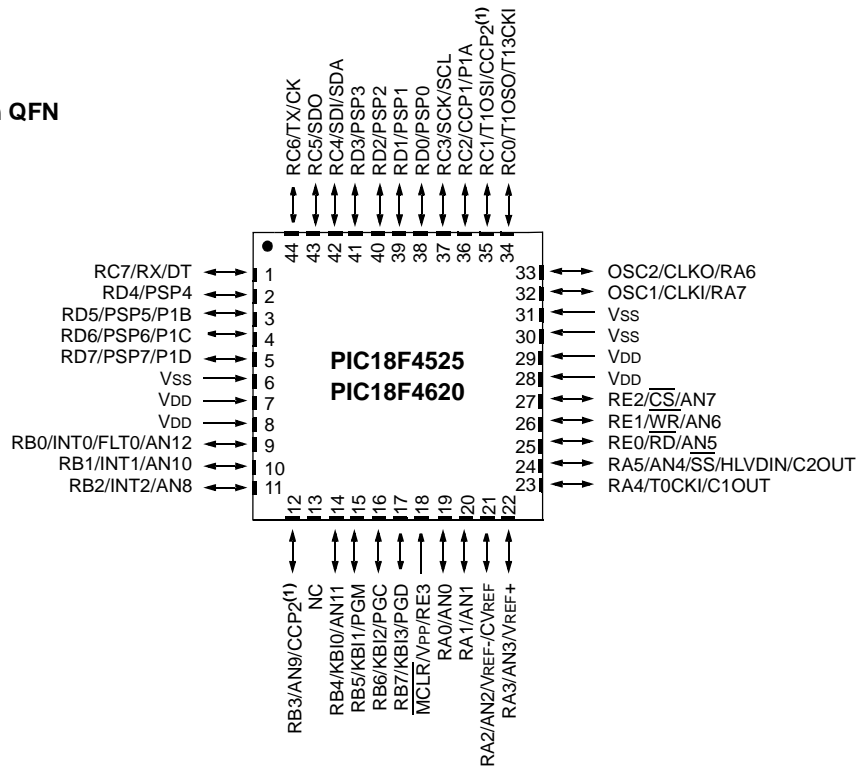 QFN
RC6/TX/CK
RC5/SDO
RC4/SDI/SDA
RD3/PSP3
RD2/PSP2
RD1/PSP1
RD0/PSP0
RC3/SCK/SCL
RC2/CCP1/P1A
RC1/T1OSI/CCP2(1)
RC0/T1OSO/T13CKI
44
43
42
41
40
39
38
37
36
35
34
RC7/RX/DT 1
RD4/PSP4 2
RD5/PSP5/P1B 3
RD6/PSP6/P1C 4
RD7/PSP7/P1D 5
VSS 6
VDD 7
VDD 8
RB0/INT0/FLT0/AN12 9
RB1/INT1/AN10 10
RB2/INT2/AN8 11
PIC18F4525
PIC18F4620
33 OSC2/CLKO/RA6
32 OSC1/CLKI/RA7
31 VSS
30 VSS
29 VDD
28 VDD
27 RE2/CS/AN7
26 RE1/WR/AN6
25 RE0/RD/AN5
24 RA5/AN4/SS/HLVDIN/C2OUT
23 RA4/T0CKI/C1OUT
12
13
14
15
16
17
18
19
20
21
22
RB3/AN9/CCP2(1)
NC
RB4/KBI0/AN11
RB5/KBI1/PGM
RB6/KBI2/PGC
RB7/KBI3/PGD
MCLR/VPP/RE3
RA0/AN0
RA1/AN1
RA2/AN2/VREF-/CVREF
RA3/AN3/VREF+